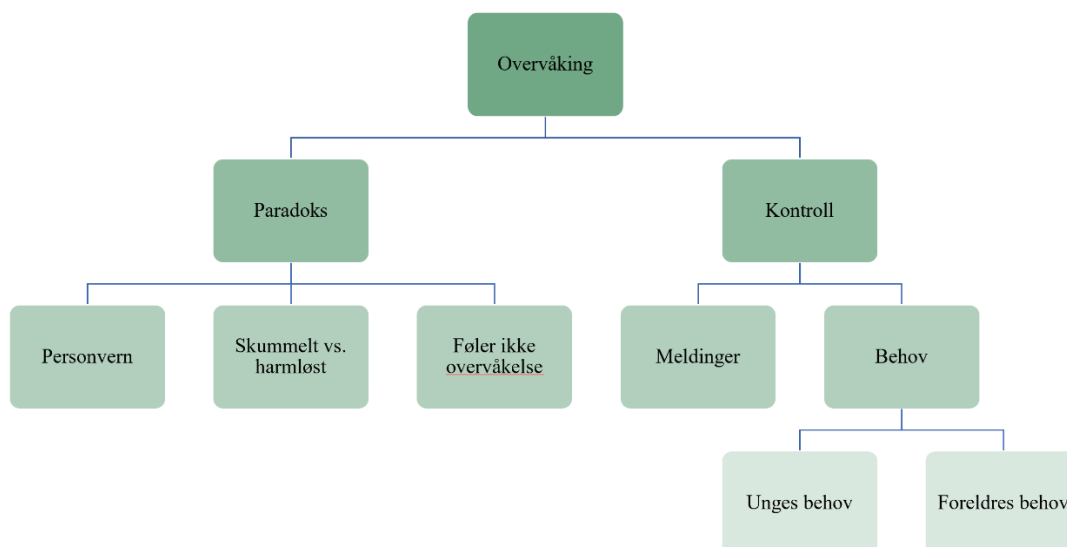 Overvåking
Paradoks
Kontroll
Personvern
Skummelt vs.
harmløst
Føler ikke
overvåkelse
Meldinger
Behov
Unges behov
Foreldres behov